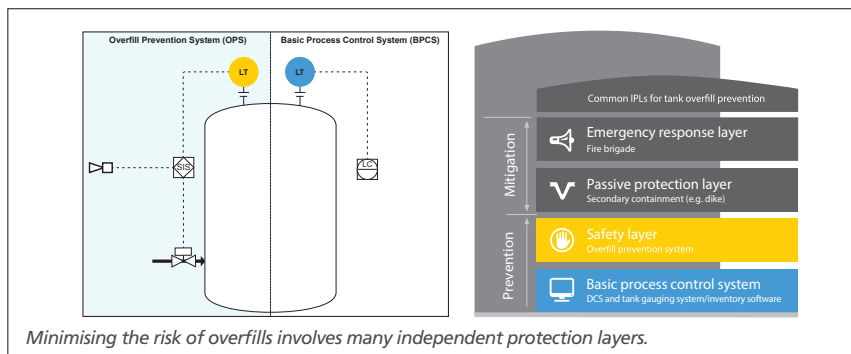 Overfill Prevention System (OPS)
Basic Process Control System (BPCS)
LT
LT
SIS
LC
Common IPLs for tank overfill prevention
Mitigation
Emergency response layer
Fire brigade
Passive protection layer
Secondary containment (e.g. dike)
Prevention
Safety layer
Overfill prevention system
Basic process control system
DCS and tank gauging system/inventory software
Minimising the risk of overfills involves many independent protection layers.